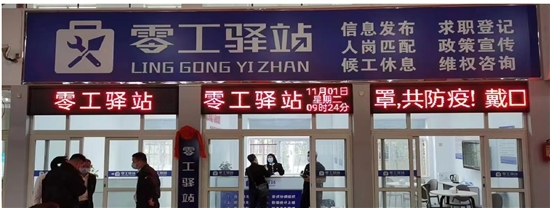 零工驿站
LING GONG YI ZHAN
信息发布 求职登记
人岗匹配 政策宣传
候工休息 维权咨询
零工驿站
零工驿站
11月01日
星期二
09时24分
罩,共防疫!戴口
零工驿站